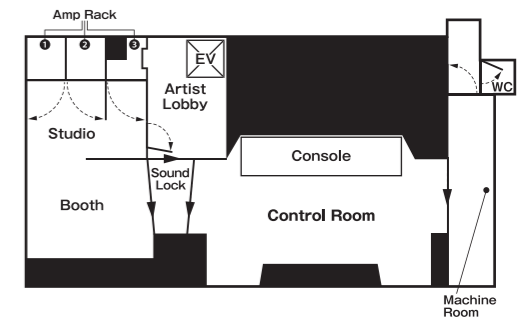 Amp Rack
❶ ❷ ❸
EV
Artist
Lobby
WC
Studio
Console
Sound
Lock
Booth
Control Room
Machine
Room